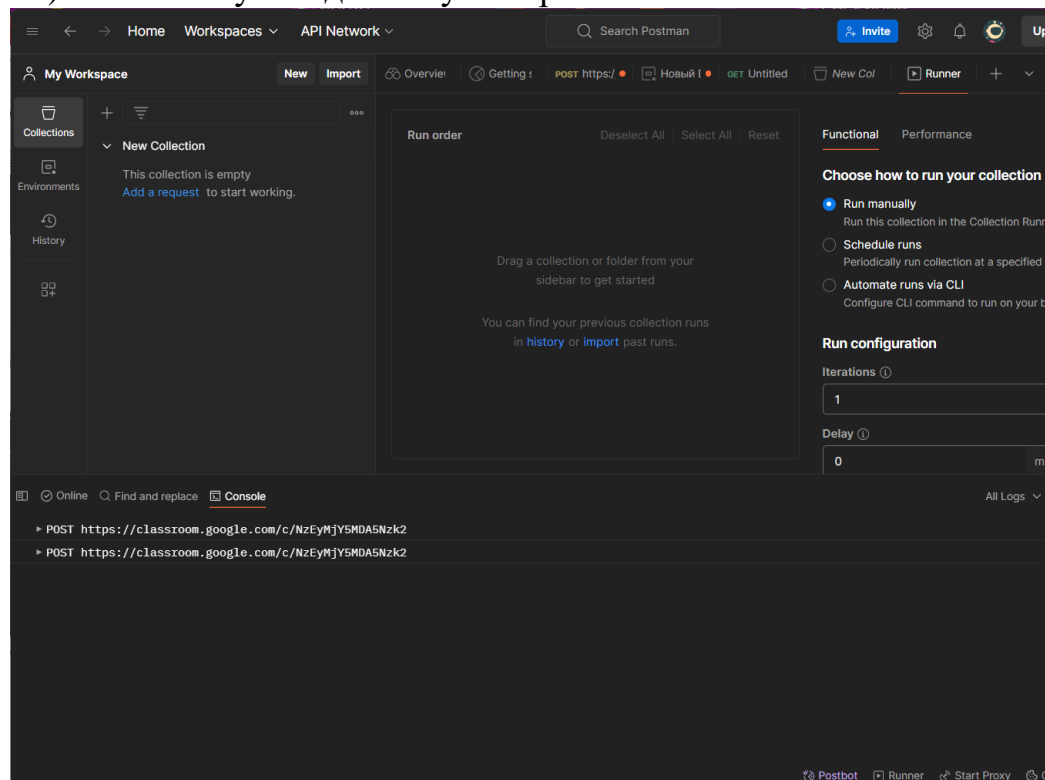 Home Workspaces API Network Search Postman Invite Up
My Workspace New Import Overvie Getting s POST https:/ Новый GET Untitled New Col Runner
Collections
New Collection
This collection is empty
Add a request to start working.
Environments
History
Run order Deselect All Select All Reset
Drag a collection or folder from your
sidebar to get started
You can find your previous collection runs
in history or import past runs.
Functional Performance
Choose how to run your collection
Run manually
Run this collection in the Collection Runn
Schedule runs
Periodically run collection at a specified
Automate runs via CLI
Configure CLI command to run on your b
Run configuration
Iterations
1
Delay
0 m
Online Find and replace Console All Logs
POST https://classroom.google.com/c/NzEyMjY5MDA5Nzk2
POST https://classroom.google.com/c/NzEyMjY5MDA5Nzk2
Postbot Runner Start Proxy